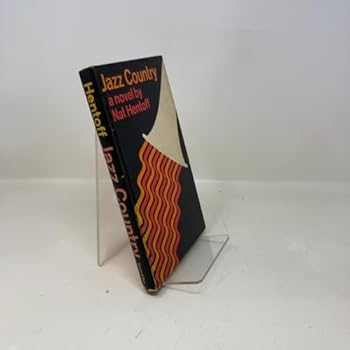 Jazz Country
a novel by
Nat Hentoff
Hentoff
Jazz Country